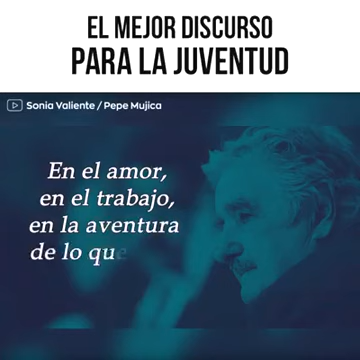 EL MEJOR DISCURSO
PARA LA JUVENTUD
Sonia Valiente / Pepe Mujica
En el amor,
en el trabajo,
en la aventura
de lo que